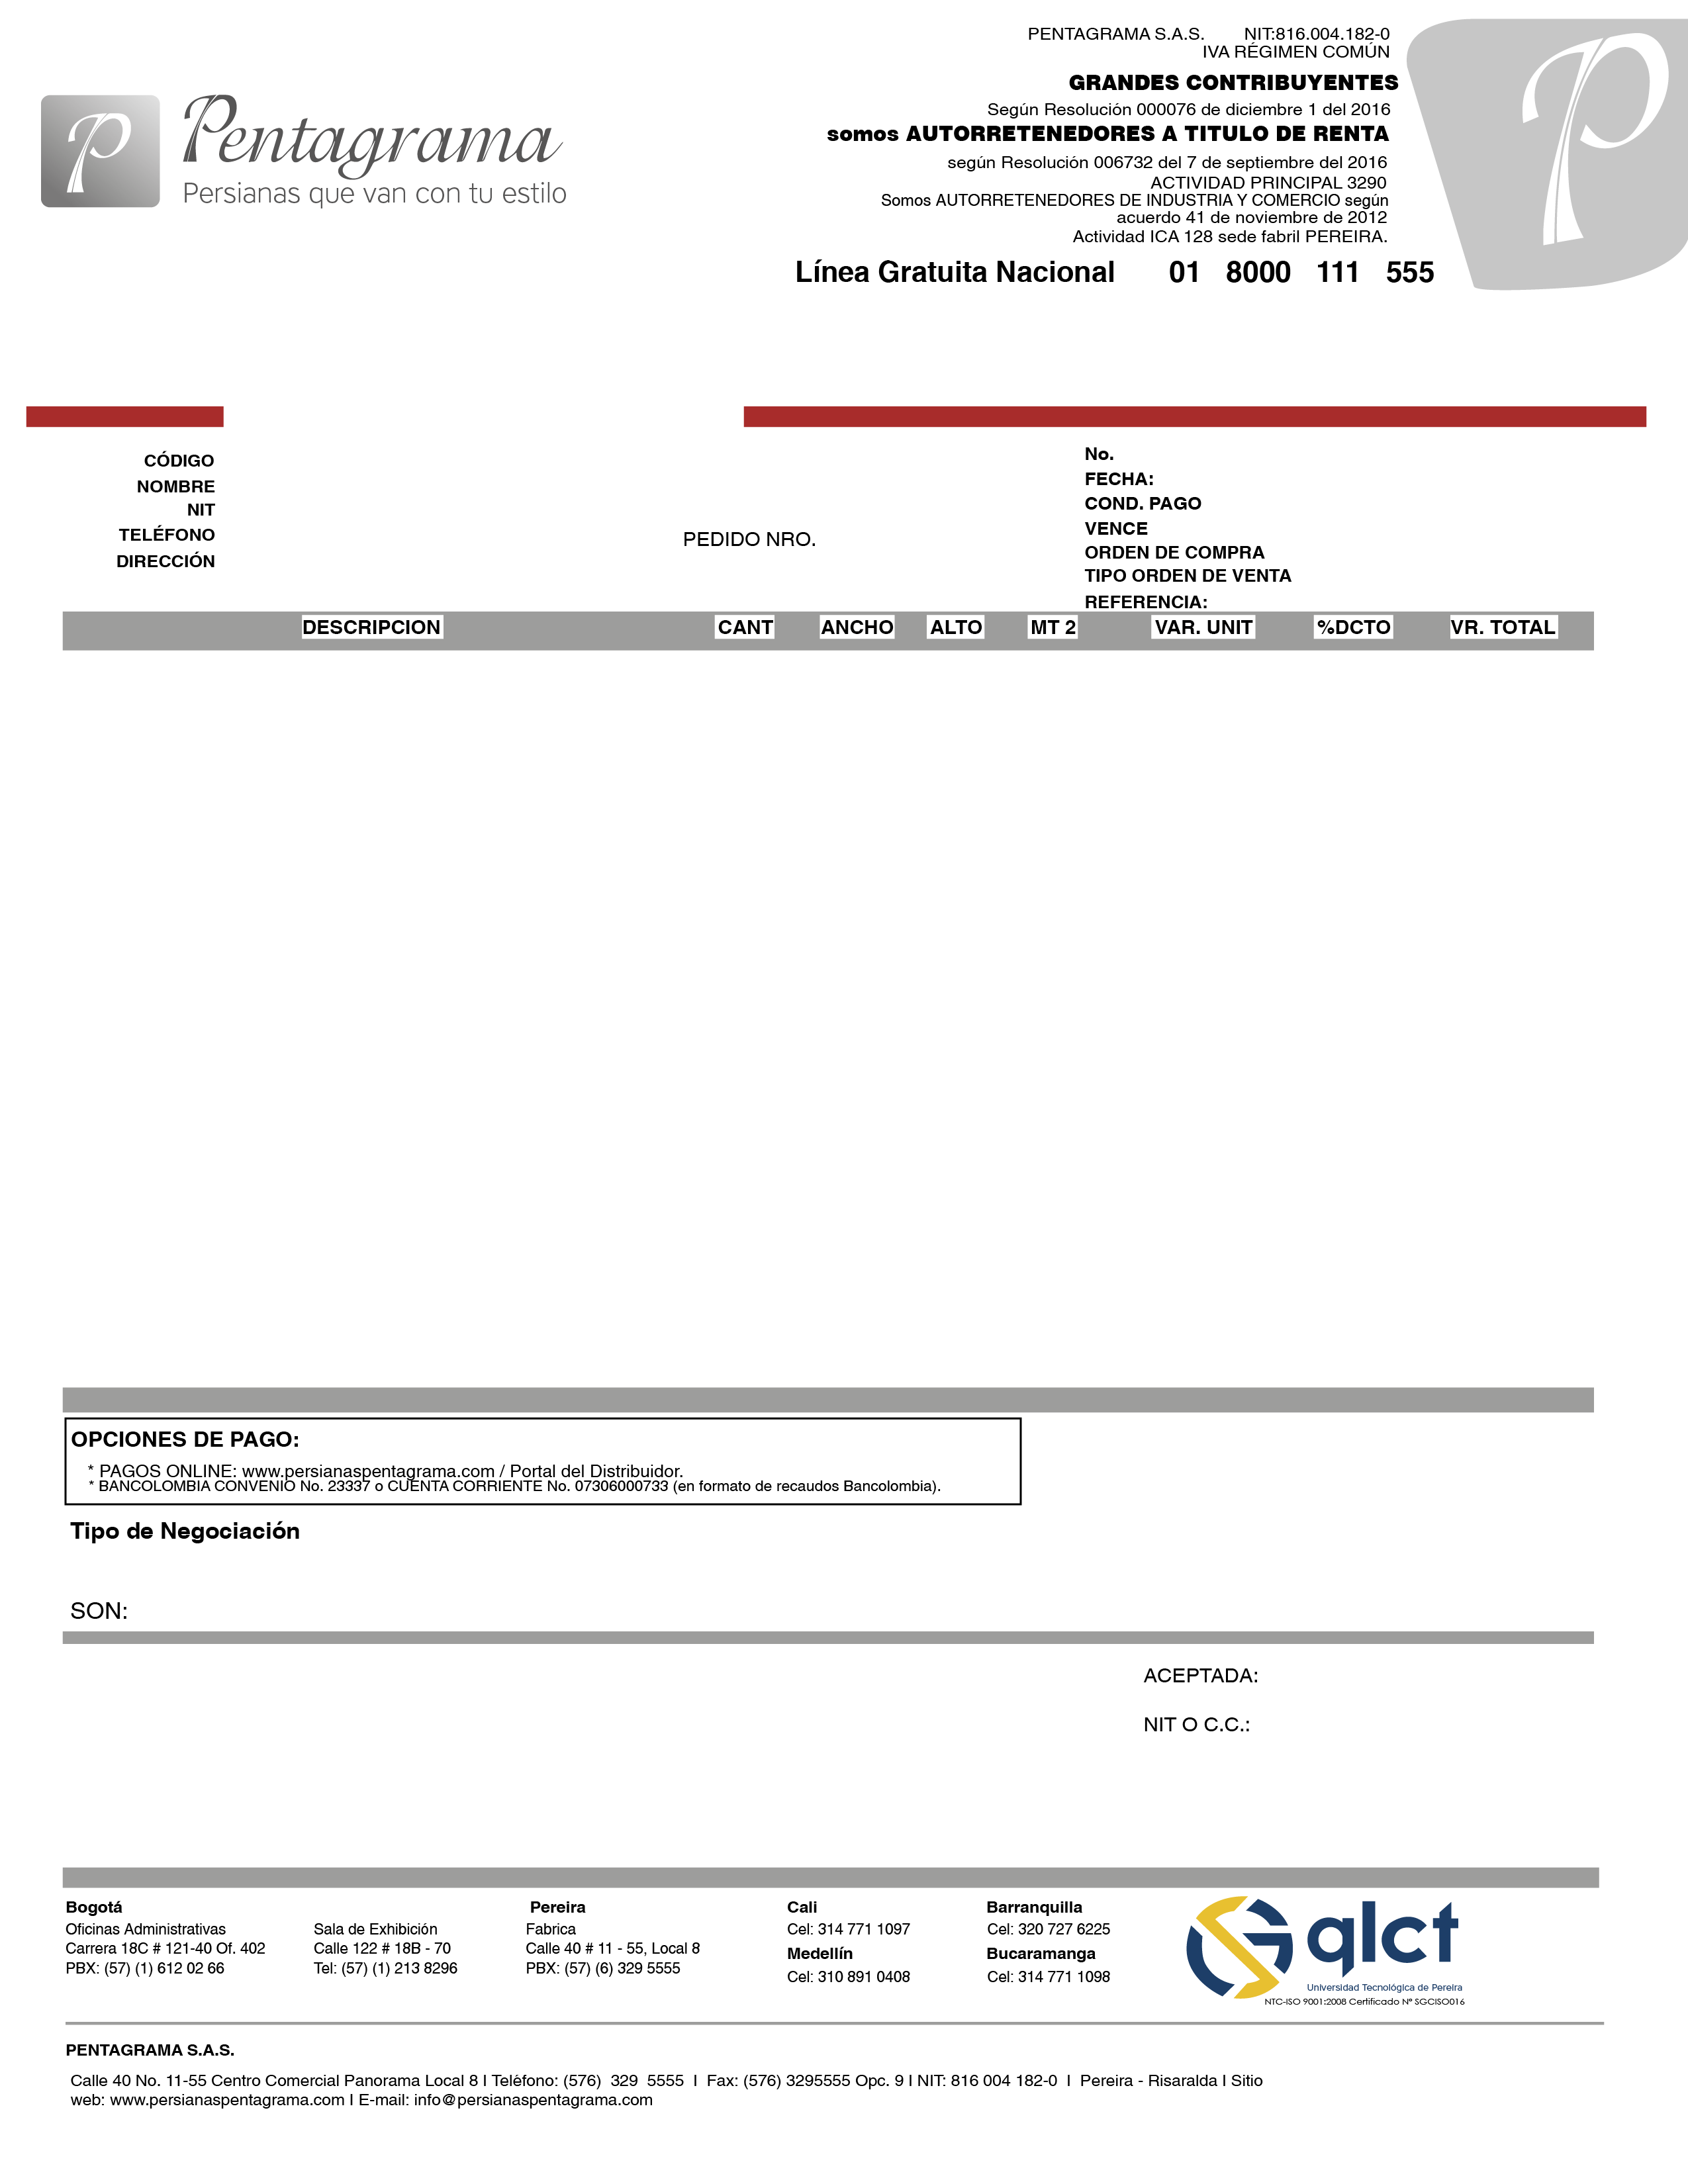 P
Pentagrama
Persianas que van con tu estilo
PENTAGRAMA S.A.S. NIT:816.004.182-0
IVA RÉGIMEN COMÚN
GRANDES CONTRIBUYENTES
Según Resolución 000076 de diciembre 1 del 2016
somos AUTORRETENEDORES A TITULO DE RENTA
según Resolución 006732 del 7 de septiembre del 2016
ACTIVIDAD PRINCIPAL 3290
Somos AUTORRETENEDORES DE INDUSTRIA Y COMERCIO según
acuerdo 41 de noviembre de 2012
Actividad ICA 128 sede fabril PEREIRA.
Línea Gratuita Nacional 01 8000 111 555
P
CÓDIGO
NOMBRE
NIT
TELÉFONO
DIRECCIÓN
PEDIDO NRO.
No.
FECHA:
COND. PAGO
VENCE
ORDEN DE COMPRA
TIPO ORDEN DE VENTA
REFERENCIA:
DESCRIPCION CANT ANCHO ALTO MT 2 VAR. UNIT %DCTO VR. TOTAL
OPCIONES DE PAGO:
* PAGOS ONLINE: www.persianaspentagrama.com / Portal del Distribuidor.
* BANCOLOMBIA CONVENIO No. 23337 o CUENTA CORRIENTE No. 07306000733 (en formato de recaudos Bancolombia).
Tipo de Negociación
SON:
ACEPTADA:
NIT O C.C.:
Bogotá
Oficinas Administrativas
Carrera 18C # 121-40 Of. 402
PBX: (57) (1) 612 02 66
Sala de Exhibición
Calle 122 # 18B - 70
Tel: (57) (1) 213 8296
Pereira
Fabrica
Calle 40 # 11 - 55, Local 8
PBX: (57) (6) 329 5555
Cali
Cel: 314 771 1097
Medellín
Cel: 310 891 0408
Barranquilla
Cel: 320 727 6225
Bucaramanga
Cel: 314 771 1098
qlct
Universidad Tecnológica de Pereira
NTC-ISO 9001:2008 Certificado Nº SGCISO016
PENTAGRAMA S.A.S.
Calle 40 No. 11-55 Centro Comercial Panorama Local 8 I Teléfono: (576) 329 5555 I Fax: (576) 3295555 Opc. 9 I NIT: 816 004 182-0 I Pereira - Risaralda I Sitio
web: www.persianaspentagrama.com I E-mail: info@persianaspentagrama.com